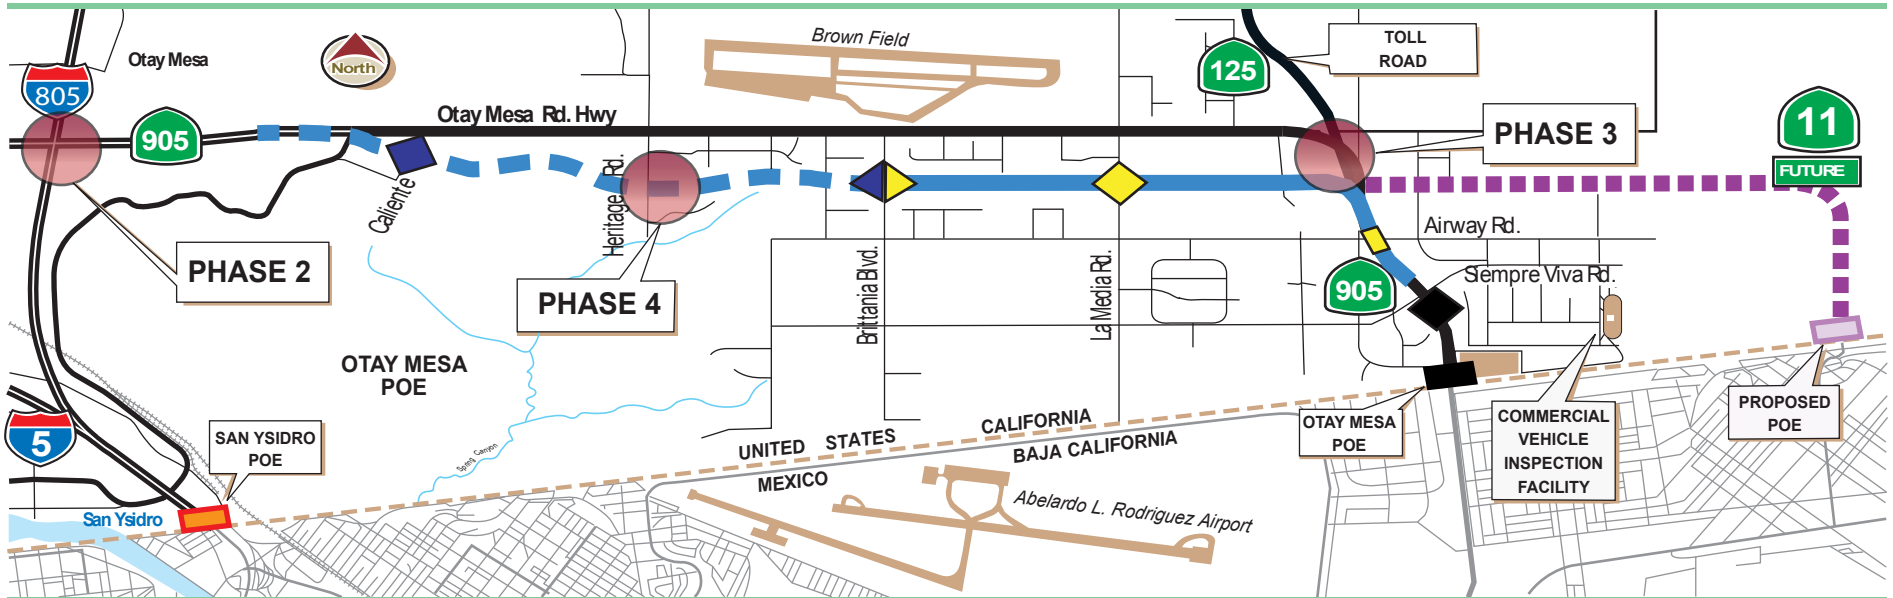 Otay Mesa
North
Brown Field
125
TOLL
ROAD
805
905
Otay Mesa Rd. Hwy
PHASE 3
11
FUTURE
Caliente
Heritage Rd.
Airway Rd.
PHASE 2
PHASE 4
Brittania Blvd.
La Media Rd.
905
Siempre Viva Rd.
OTAY MESA
POE
5
SAN YSIDRO
POE
Spring Canyon
UNITED STATES
CALIFORNIA
MEXICO
BAJA CALIFORNIA
OTAY MESA
POE
COMMERCIAL
VEHICLE
INSPECTION
FACILITY
PROPOSED
POE
San Ysidro
Abelardo L. Rodriguez Airport